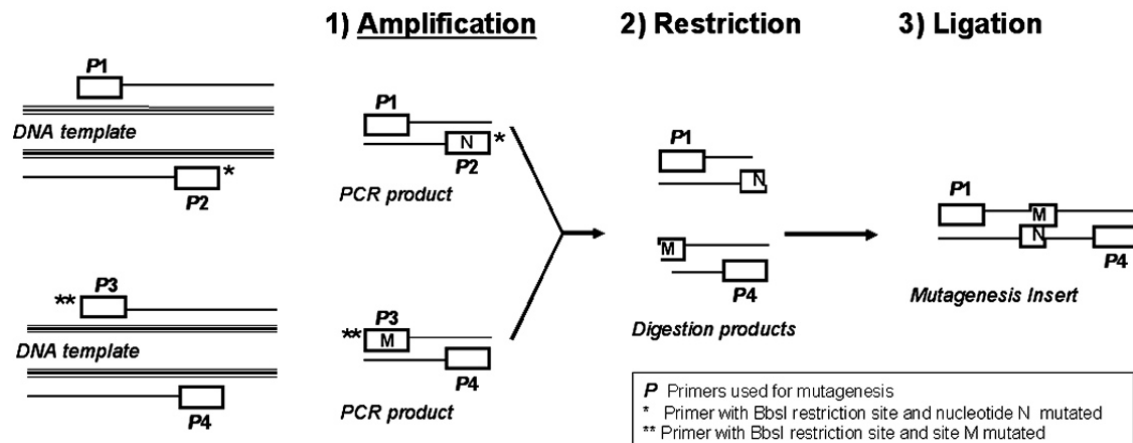 1) Amplification
2) Restriction
3) Ligation
P1
DNA template
*
P2
P3
**
DNA template
P4
P1
N
*
P2
PCR product
P3
**
M
P4
PCR product
P1
N
M
P4
Digestion products
P1
M
N
P4
Mutagenesis Insert
P Primers used for mutagenesis
* Primer with BbsI restriction site and nucleotide N mutated
** Primer with BbsI restriction site and site M mutated